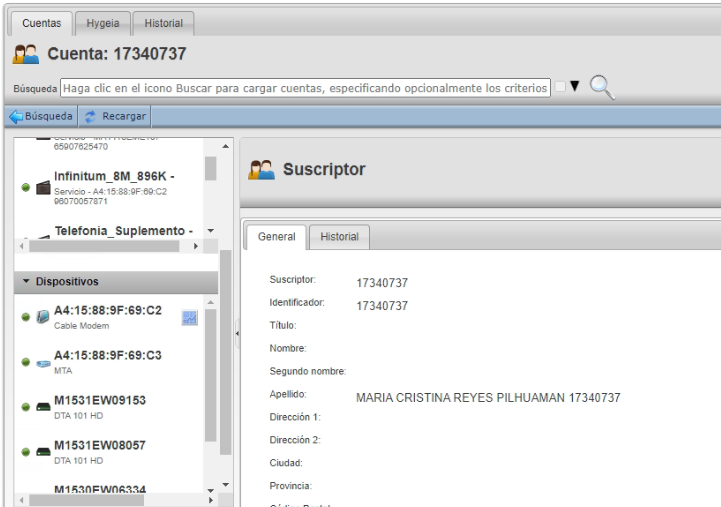 Cuentas Hygeia Historial
Cuenta: 17340737
Búsqueda Haga clic en el icono Buscar para cargar cuentas, especificando opcionalmente los criterios
Búsqueda Recargar
65907625470
Infinitum_8M_896K -
Servicio - A4:15:88:9F:69:C2
96070057871
Telefonia_Suplemento -
Dispositivos
A4:15:88:9F:69:C2
Cable Modem
A4:15:88:9F:69:C3
MTA
M1531EW09153
DTA 101 HD
M1531EW08057
DTA 101 HD
M1530EW06334
Suscriptor
General Historial
Suscriptor: 17340737
Identificador: 17340737
Título:
Nombre:
Segundo nombre:
Apellido: MARIA CRISTINA REYES PILHUAMAN 17340737
Dirección 1:
Dirección 2:
Ciudad:
Provincia: